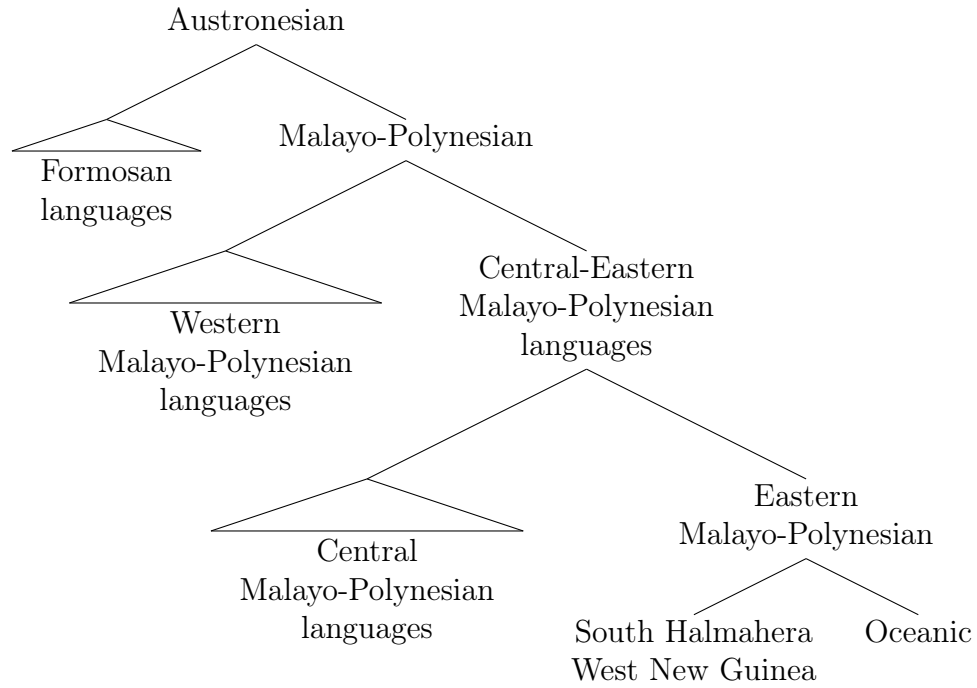 Austronesian
Formosan
languages
Malayo-Polynesian
Western
Malayo-Polynesian
languages
Central-Eastern
Malayo-Polynesian
languages
Central
Malayo-Polynesian
languages
Eastern
Malayo-Polynesian
South Halmahera
West New Guinea
Oceanic